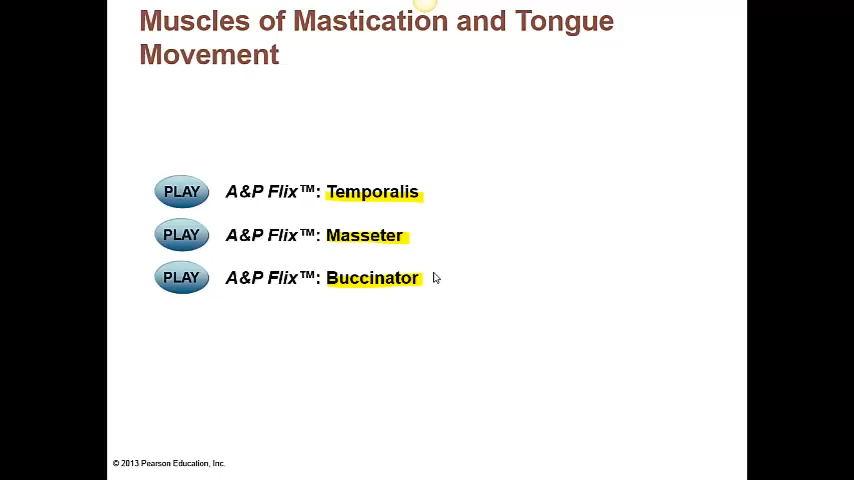 Muscles of Mastication and Tongue
Movement
PLAY A&P Flix™: Temporalis
PLAY A&P Flix™: Masseter
PLAY A&P Flix™: Buccinator
© 2013 Pearson Education, Inc.